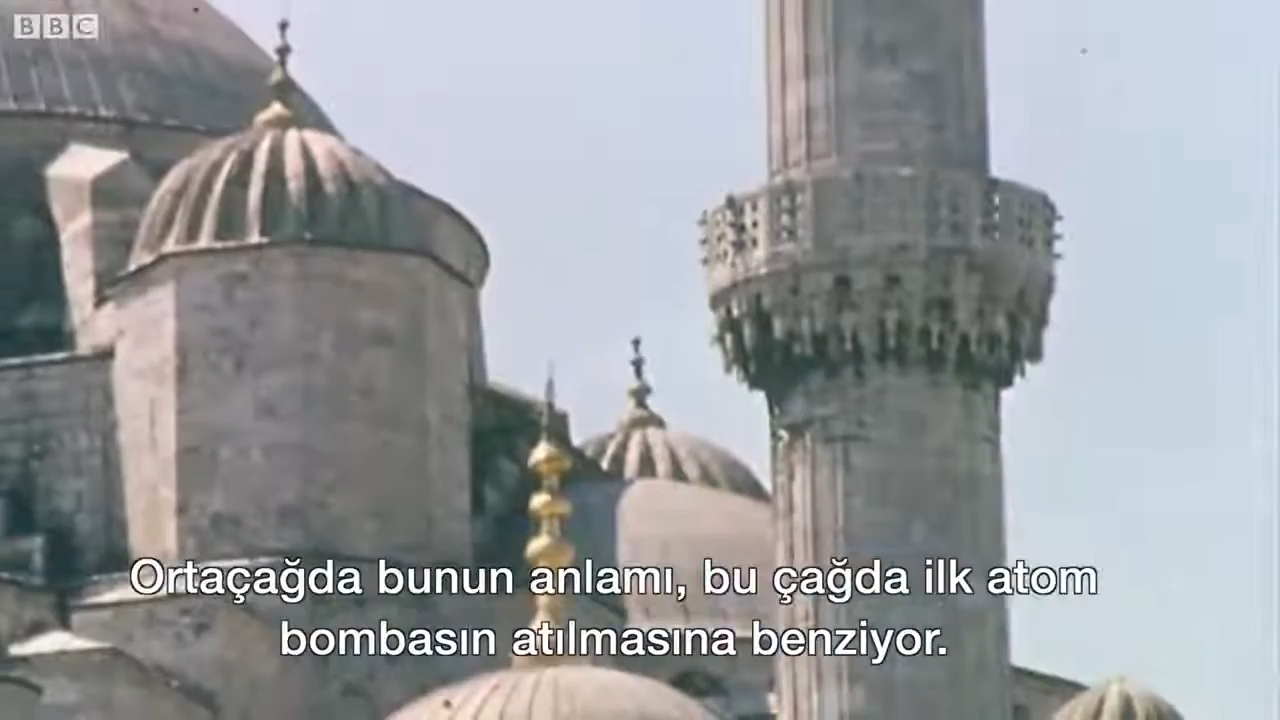 BBC
Ortaçağda bunun anlamı, bu çağda ilk atom
bombasın atılmasına benziyor.